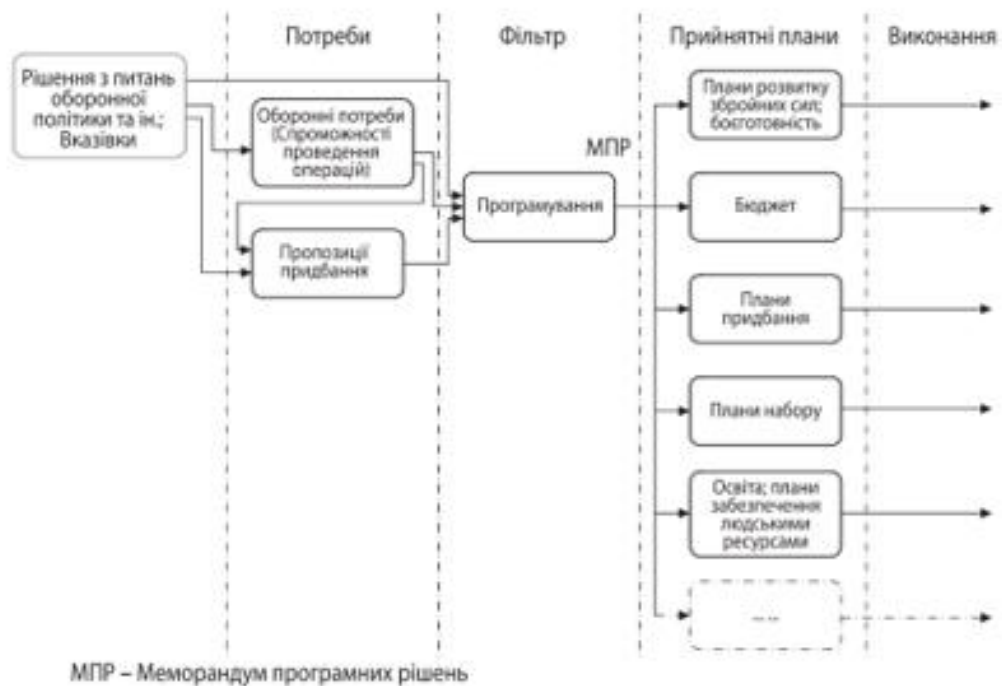 Потреби
Фільтр
Прийнятні плани
Виконання
Рішення з питань
оборонної
політики та ін.;
Вказівки
Оборонні потреби
(Спроможності
проведення
операцій)
Пропозиції
придбання
МПР
Програмування
Плани розвитку
збройних сил;
боєготовність
Бюджет
Плани
придбання
Плани набору
Освіта; плани
забезпечення
людськими
ресурсами
... ...
МПР – Меморандум програмних рішень